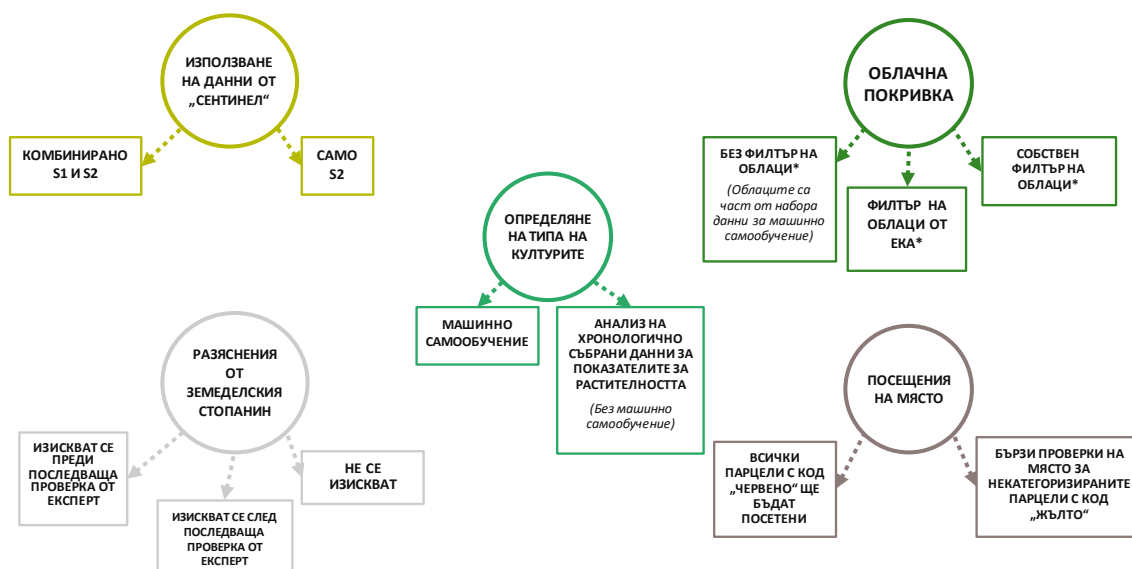 ИЗПОЛЗВАНЕ
НА ДАННИ ОТ
„СЕНТИНЕЛ“
КОМБИНИРАНО
S1 И S2
САМО
S2
ОБЛАЧНА
ПОКРИВКА
БЕЗ ФИЛТЪР НА
ОБЛАЦИ*
(Облаците са
част от набора
данни за машинно
самообучение)
ФИЛТЪР НА
ОБЛАЦИ ОТ
ЕКА*
СОБСТВЕН
ФИЛТЪР НА
ОБЛАЦИ*
ОПРЕДЕЛЯНЕ
НА ТИПА НА
КУЛТУРИТЕ
МАШИННО
САМООБУЧЕНИЕ
АНАЛИЗ НА
ХРОНОЛОГИЧНО
СЪБРАНИ ДАННИ ЗА
ПОКАЗАТЕЛИТЕ ЗА
РАСТИТЕЛНОСТТА
(Без машинно
самообучение)
РАЗЯСНЕНИЯ
ОТ
ЗЕМЕДЕЛСКИЯ
СТОПАНИН
ИЗИСКВАТ СЕ
ПРЕДИ
ПОСЛЕДВАЩА
ПРОВЕРКА ОТ
ЕКСПЕРТ
ИЗИСКВАТ СЕ СЛЕД
ПОСЛЕДВАЩА
ПРОВЕРКА ОТ
ЕКСПЕРТ
НЕ СЕ
ИЗИСКВАТ
ПОСЕЩЕНИЯ
НА МЯСТО
ВСИЧКИ
ПАРЦЕЛИ С КОД
„ЧЕРВЕНО“ ЩЕ
БЪДАТ
ПОСЕТЕНИ
БЪРЗИ ПРОВЕРКИ НА
МЯСТО ЗА
НЕКАТЕГОРИЗИРАНИТЕ
ПАРЦЕЛИ С КОД
„ЖЪЛТО“